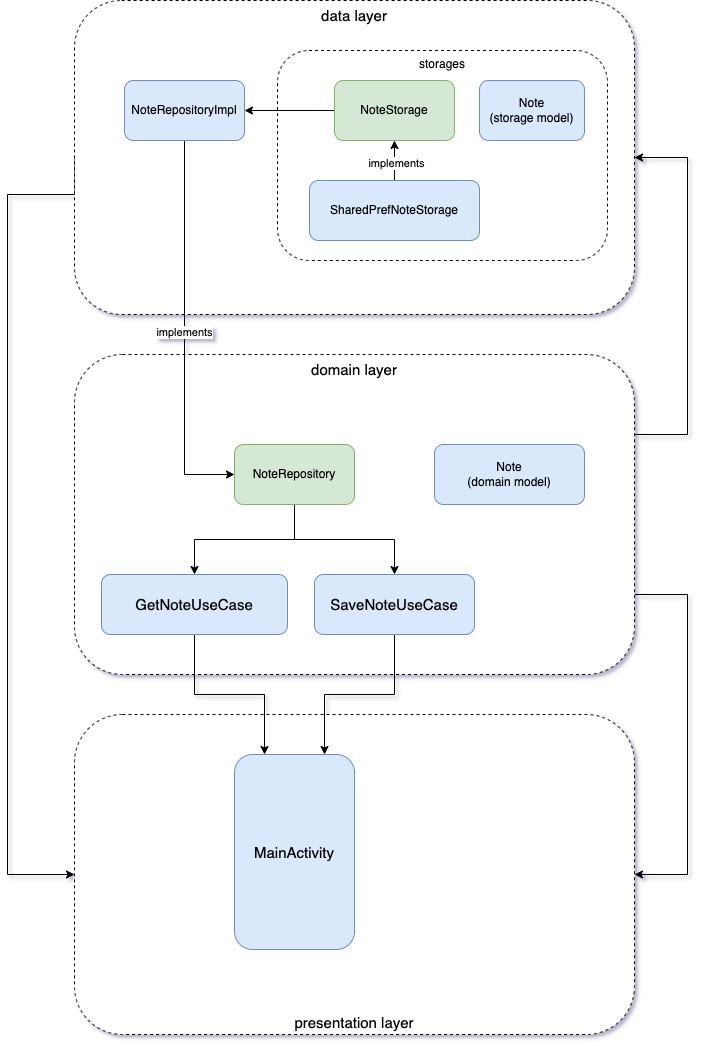 data layer
storages
NoteRepositoryImpl
NoteStorage
Note
(storage model)
implements
SharedPrefNoteStorage
implements
domain layer
NoteRepository
Note
(domain model)
GetNoteUseCase
SaveNoteUseCase
MainActivity
presentation layer